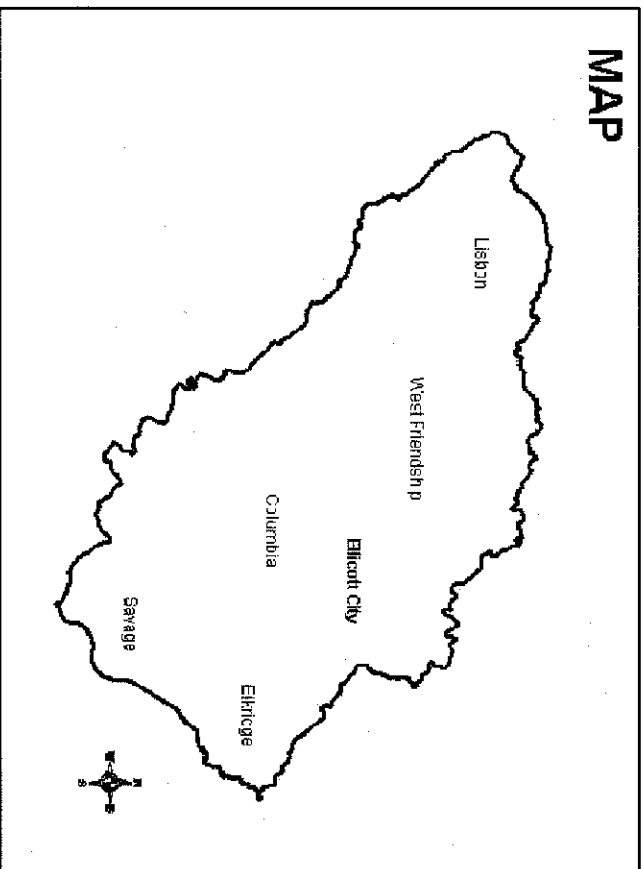 MAP
Lisbon
West Friendship
Ellicott City
Columbia
Elkridge
Savage
N
W E
S